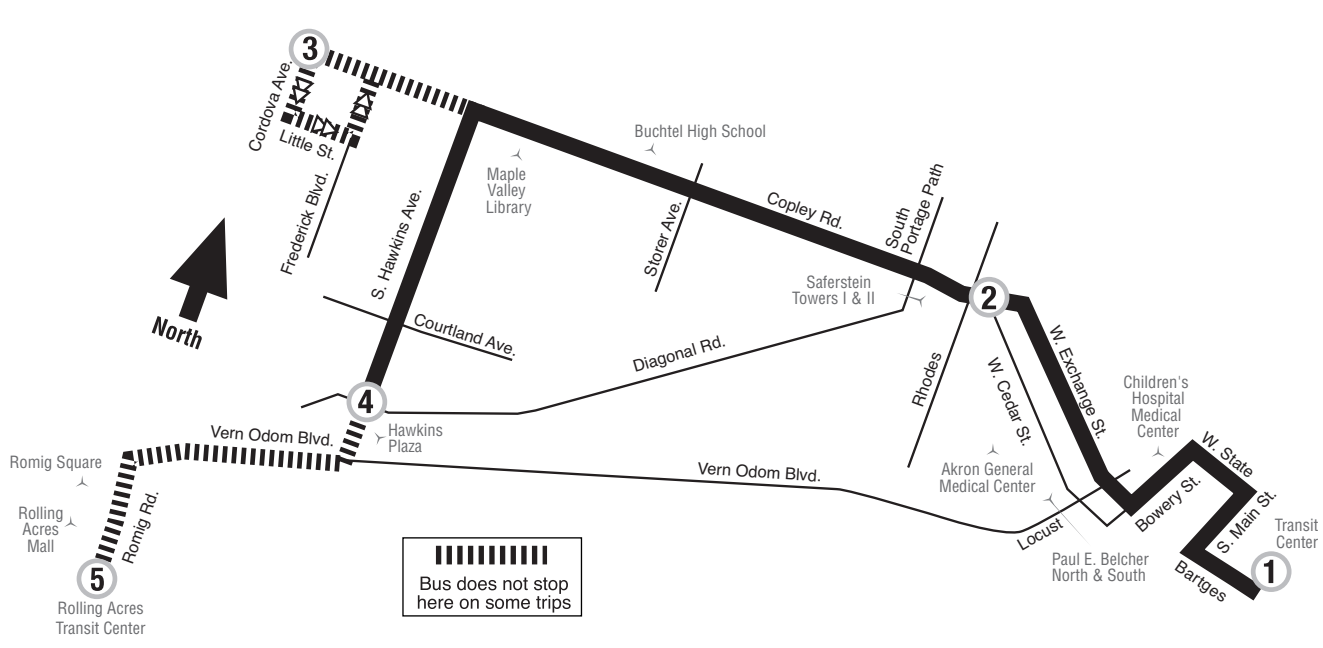 3
Cordova Ave.
Little St.
Frederick Blvd.
North
S. Hawkins Ave.
Maple
Valley
Library
Buchtel High School
Storer Ave.
Copley Rd.
South
Portage Path
Saferstein
Towers I & II
2
Courtland Ave.
Diagonal Rd.
Rhodes
W. Cedar St.
W. Exchange St.
Children's
Hospital
Medical
Center
4
Hawkins
Plaza
Vern Odom Blvd.
Romig Square
Rolling
Acres
Mall
Romig Rd.
5
Rolling Acres
Transit Center
Vern Odom Blvd.
Akron General
Medical Center
Locust
Paul E. Belcher
North & South
Bowery St.
W. State
S. Main St.
Bartges
Transit
Center
1
Bus does not stop
here on some trips